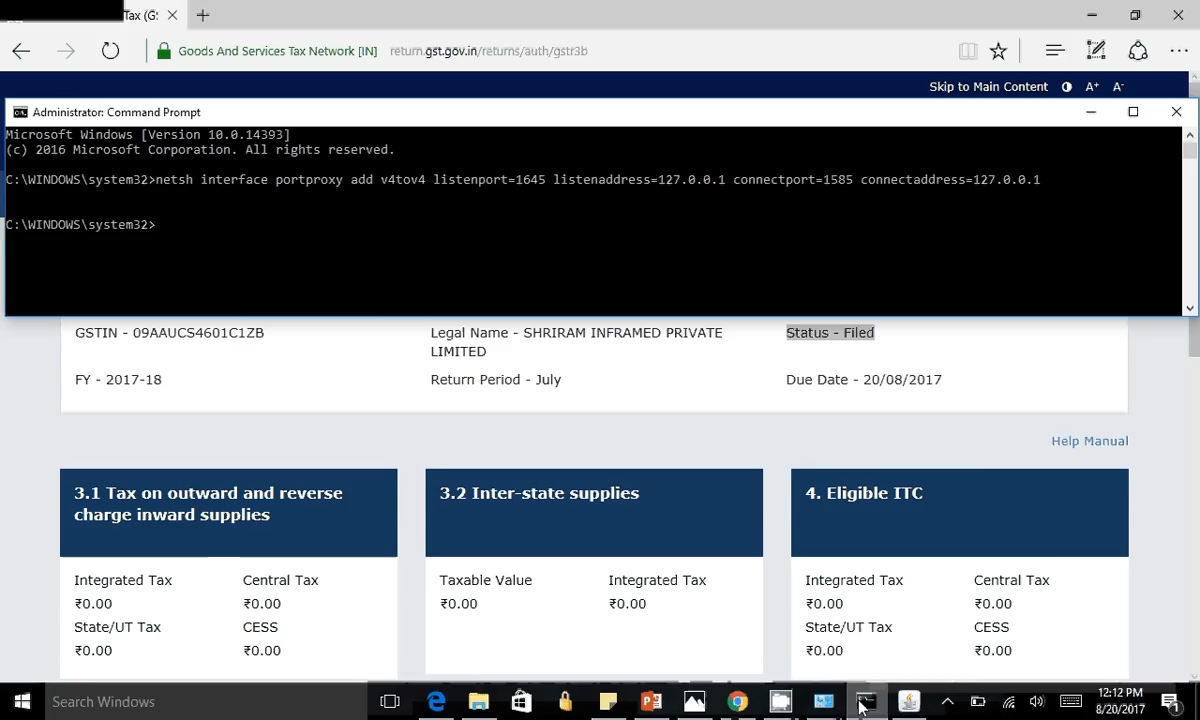 Tax (G!
Goods And Services Tax Network [IN] return.gst.gov.in/returns/auth/gstr3b
Skip to Main Content A+ A-
Administrator: Command Prompt
Microsoft Windows [Version 10.0.14393]
(c) 2016 Microsoft Corporation. All rights reserved.
C:\WINDOWS\system32>netsh interface portproxy add v4tov4 listenport=1645 listenaddress=127.0.0.1 connectport=1585 connectaddress=127.0.0.1
C:\WINDOWS\system32>
GSTIN - 09AAUCS4601C1ZB Legal Name - SHRIRAM INFRAMED PRIVATE Status - Filed
LIMITED
FY - 2017-18 Return Period - July Due Date - 20/08/2017
Help Manual
3.1 Tax on outward and reverse
charge inward supplies
Integrated Tax Central Tax
₹0.00 ₹0.00
State/UT Tax CESS
₹0.00 ₹0.00
3.2 Inter-state supplies
Taxable Value Integrated Tax
₹0.00 ₹0.00
4. Eligible ITC
Integrated Tax Central Tax
₹0.00 ₹0.00
State/UT Tax CESS
₹0.00 ₹0.00
Search Windows
12:12 PM
8/20/2017
1